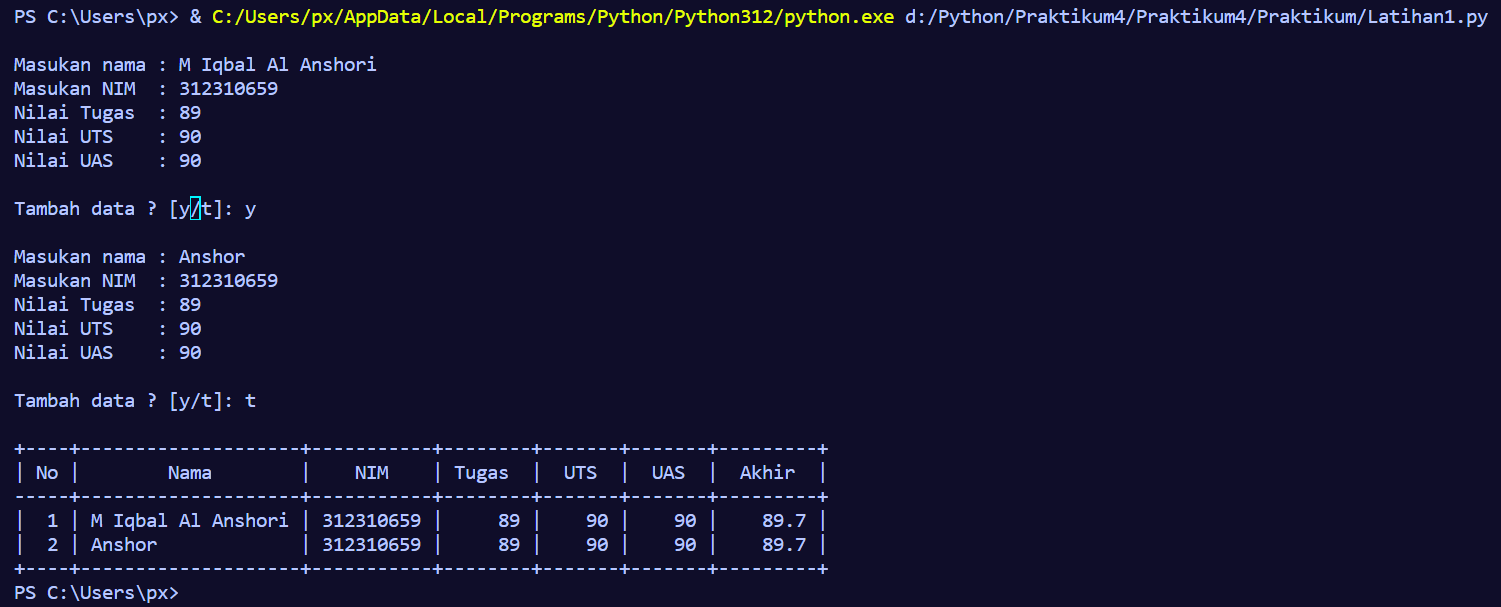 PS C:\Users\px> & C:/Users/px/AppData/Local/Programs/Python/Python312/python.exe d:/Python/Praktikum4/Praktikum4/Praktikum/Latihan1.py

Masukan nama : M Iqbal Al Anshori
Masukan NIM  : 312310659
Nilai Tugas  : 89
Nilai UTS    : 90
Nilai UAS    : 90

Tambah data ? [y/t]: y

Masukan nama : Anshor
Masukan NIM  : 312310659
Nilai Tugas  : 89
Nilai UTS    : 90
Nilai UAS    : 90

Tambah data ? [y/t]: t

+----+--------------------+-----------+--------+-------+-------+---------+
| No |        Nama        |    NIM    | Tugas  |  UTS  |  UAS  |  Akhir  |
-----+--------------------+-----------+--------+-------+-------+---------+
|  1 | M Iqbal Al Anshori | 312310659 |     89 |    90 |    90 |    89.7 |
|  2 | Anshor             | 312310659 |     89 |    90 |    90 |    89.7 |
+----+--------------------+-----------+--------+-------+-------+---------+
PS C:\Users\px>